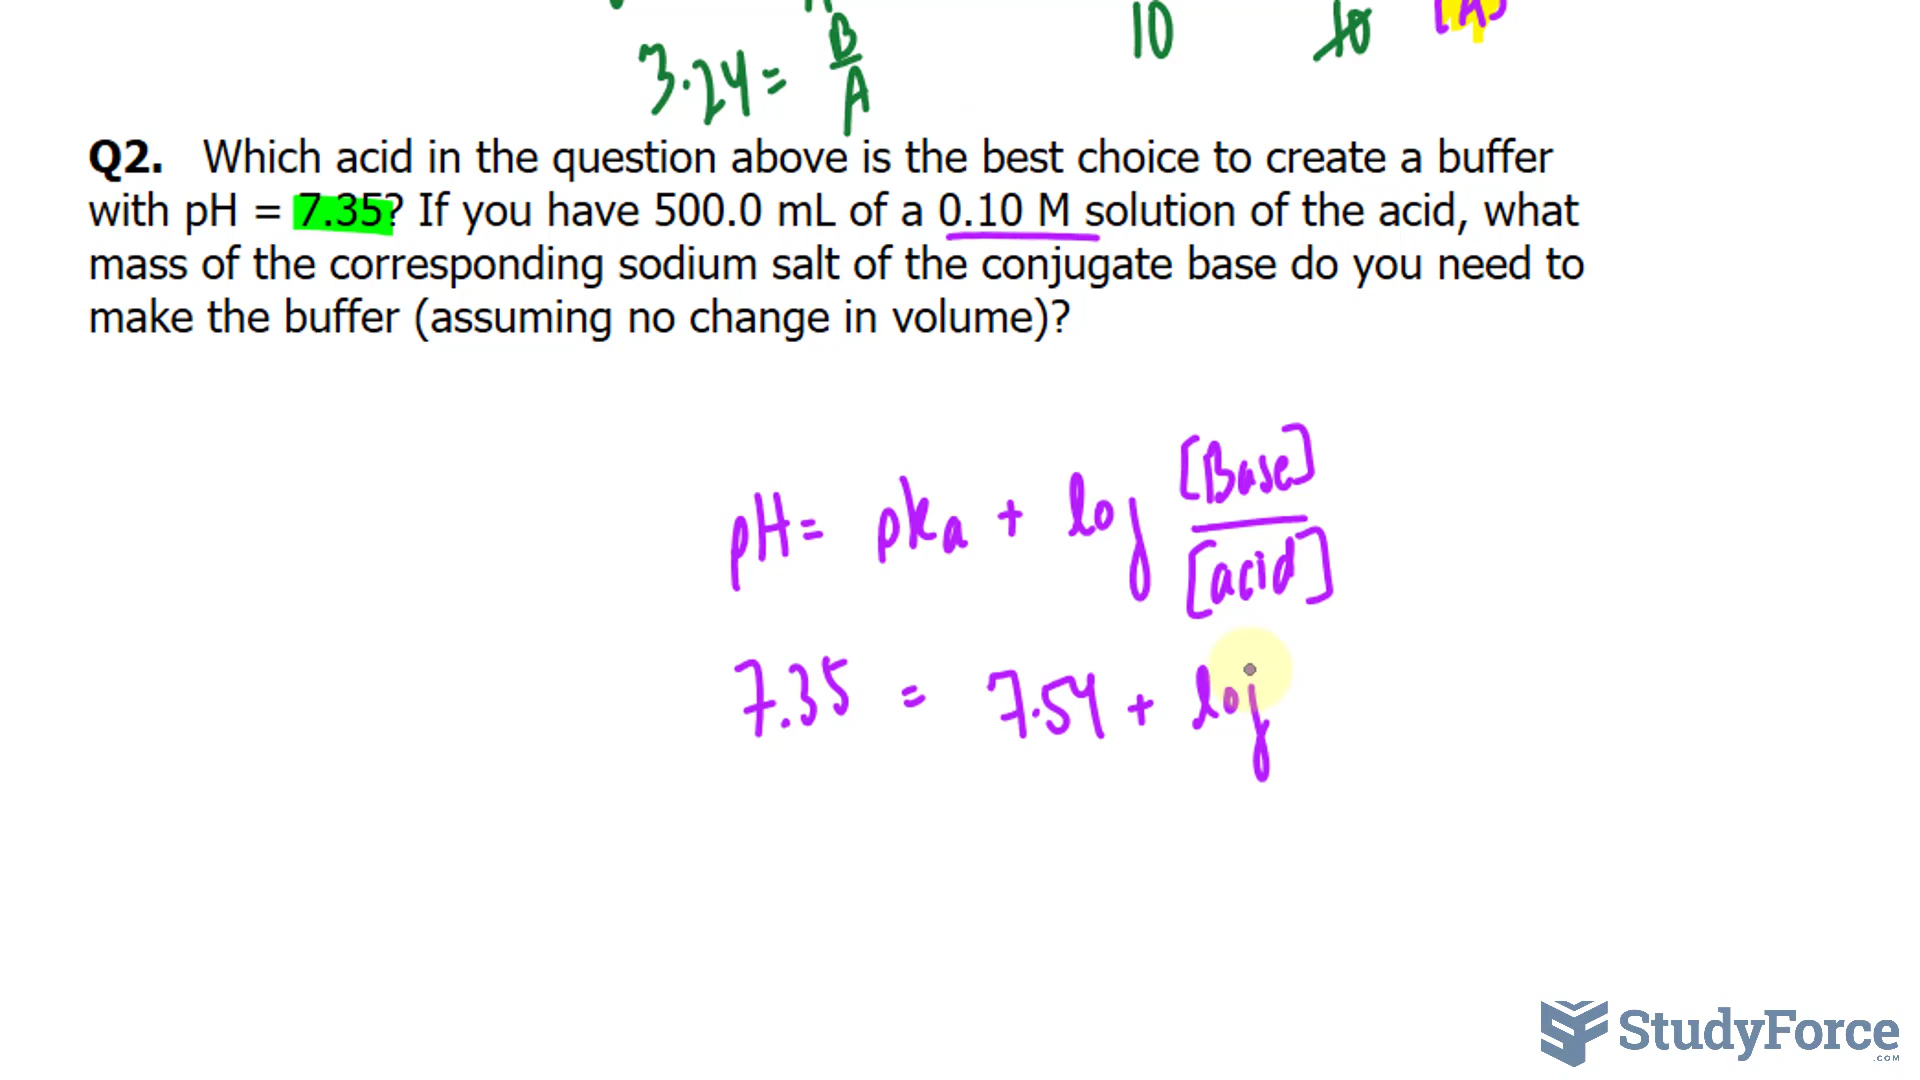 3.24 = B/A
10 10 [A]
Q2. Which acid in the question above is the best choice to create a buffer
with pH = 7.35? If you have 500.0 mL of a 0.10 M solution of the acid, what
mass of the corresponding sodium salt of the conjugate base do you need to
make the buffer (assuming no change in volume)?
pH = pka + log [Base]/[acid]
7.35 = 7.54 + log
StudyForce
.COM